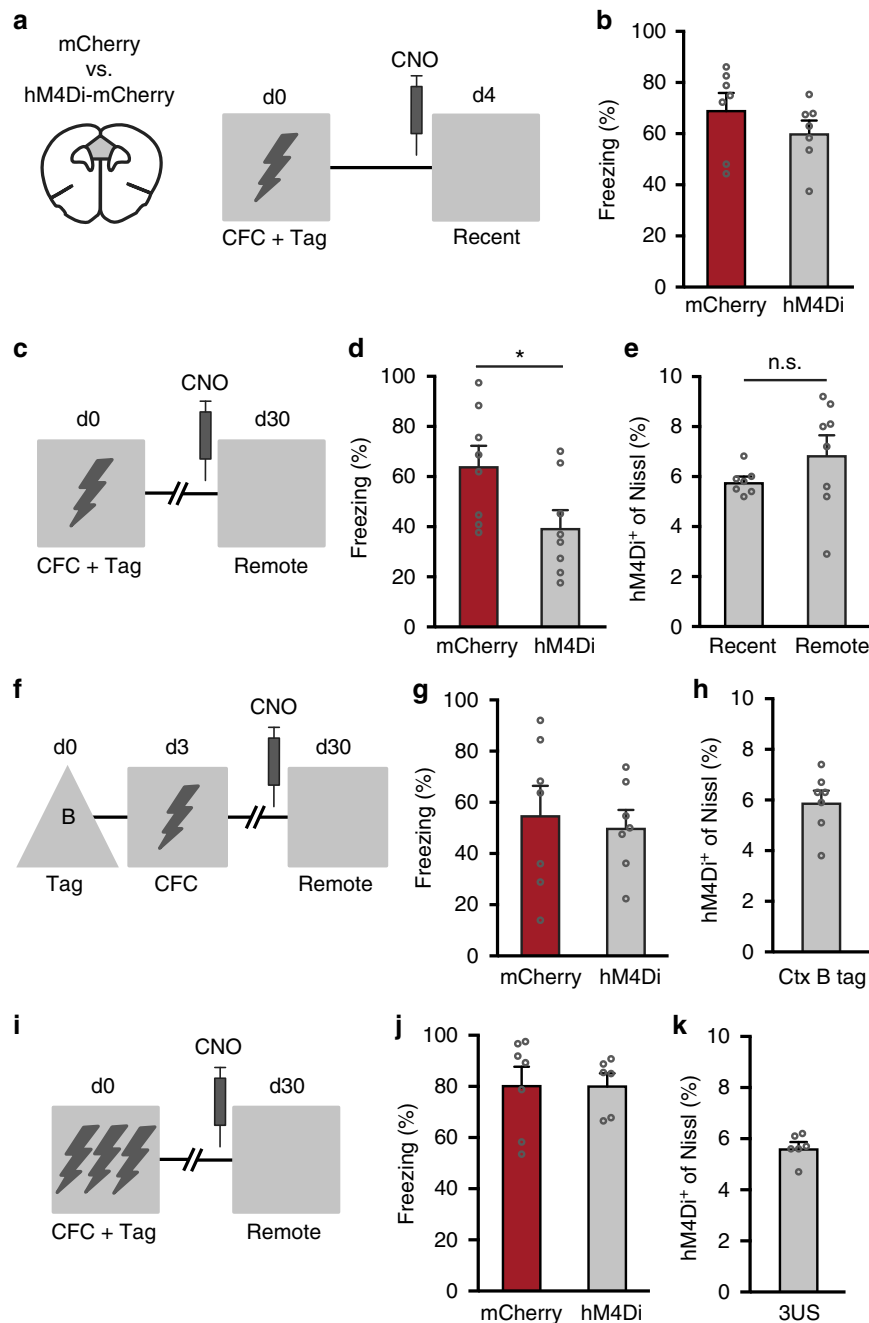 a
mCherry
vs.
hM4Di-mCherry
d0
CNO
d4
CFC + Tag
Recent
b
Freezing (%)
100
80
60
40
20
0
mCherry
hM4Di
c
d0
CNO
d30
CFC + Tag
Remote
d
*
Freezing (%)
100
80
60
40
20
0
mCherry
hM4Di
e
n.s.
hM4Di+ of Nissl (%)
10
8
6
4
2
0
Recent
Remote
f
d0
d3
CNO
d30
B
Tag
CFC
Remote
g
Freezing (%)
100
80
60
40
20
0
mCherry
hM4Di
h
hM4Di+ of Nissl (%)
10
8
6
4
2
0
Ctx B tag
i
d0
CNO
d30
CFC + Tag
Remote
j
Freezing (%)
100
80
60
40
20
0
mCherry
hM4Di
k
hM4Di+ of Nissl (%)
10
8
6
4
2
0
3US